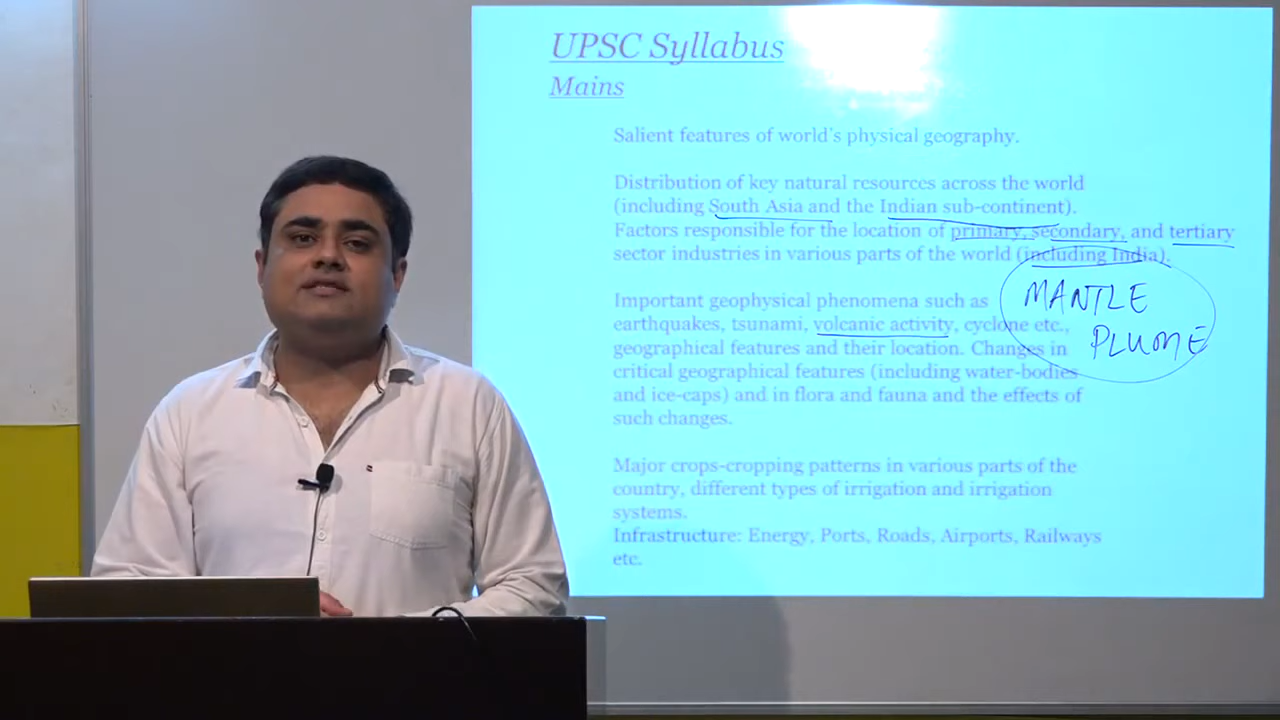 UPSC Syllabus
Mains
Salient features of world's physical geography.
Distribution of key natural resources across the world
(including South Asia and the Indian sub-continent).
Factors responsible for the location of primary, secondary, and tertiary
sector industries in various parts of the world (including India).
Important geophysical phenomena such as
earthquakes, tsunami, volcanic activity, cyclone etc.,
geographical features and their location. Changes in
critical geographical features (including water-bodies
and ice-caps) and in flora and fauna and the effects of
such changes.
MANTLE
PLUME
Major crops-cropping patterns in various parts of the
country, different types of irrigation and irrigation
systems.
Infrastructure: Energy, Ports, Roads, Airports, Railways
etc.